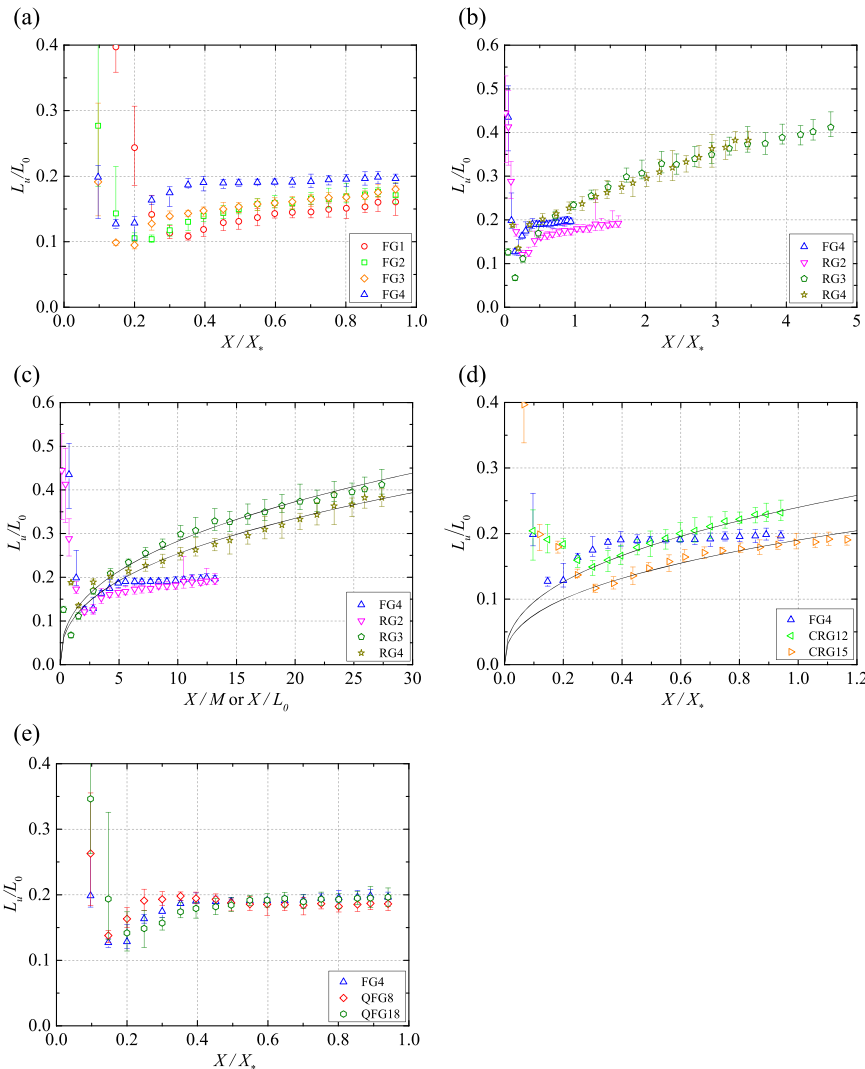 (a)
0.4
0.3
0.2
0.1
0.0
L_u/L_0
0.0 0.2 0.4 0.6 0.8 1.0
X / X_*
FG1
FG2
FG3
FG4
(b)
0.6
0.5
0.4
0.3
0.2
0.1
0.0
L_u/L_0
0 1 2 3 4 5
X / X_*
FG4
RG2
RG3
RG4
(c)
0.6
0.5
0.4
0.3
0.2
0.1
0.0
L_u/L_0
0 5 10 15 20 25 30
X / M or X / L_0
FG4
RG2
RG3
RG4
(d)
0.4
0.3
0.2
0.1
0.0
L_u/L_0
0.0 0.2 0.4 0.6 0.8 1.0 1.2
X / X_*
FG4
CRG12
CRG15
(e)
0.4
0.3
0.2
0.1
0.0
L_u/L_0
0.0 0.2 0.4 0.6 0.8 1.0
X / X_*
FG4
QFG8
QFG18